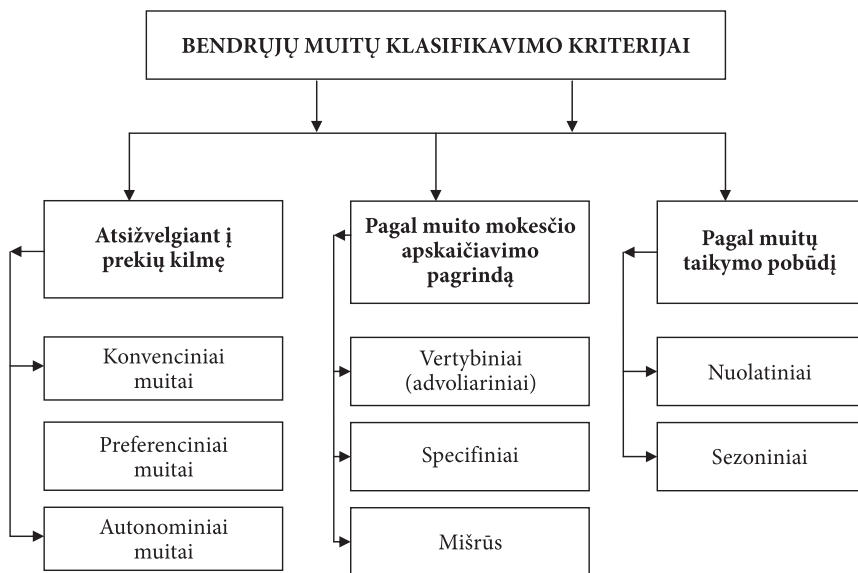 BENDRŲJŲ MUITŲ KLASIFIKAVIMO KRITERIJAI
Atsižvelgiant į
prekių kilmę
Konvenciniai
muitai
Preferenciniai
muitai
Autonominiai
muitai
Pagal muito mokesčio
apskaičiavimo
pagrindą
Vertybiniai
(advoliariniai)
Specifiniai
Mišrūs
Pagal muitų
taikymo pobūdį
Nuolatiniai
Sezoniniai